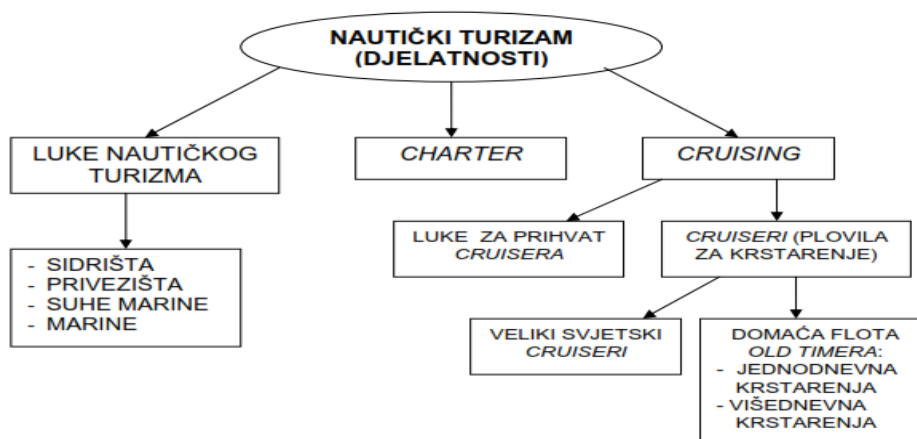 NAUTIČKI TURIZAM
(DJELATNOSTI)
LUKE NAUTIČKOG
TURIZMA
CHARTER
CRUISING
- SIDRIŠTA
- PRIVEZIŠTA
- SUHE MARINE
- MARINE
LUKE ZA PRIHVAT
CRUISERA
CRUISERI (PLOVILA
ZA KRSTARENJE)
VELIKI SVJETSKI
CRUISERI
DOMAĆA FLOTA
OLD TIMERA:
- JEDNODNEVNA
KRSTARENJA
- VIŠEDNEVNA
KRSTARENJA